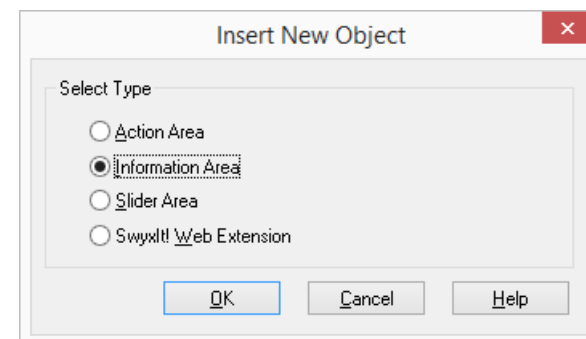 Insert New Object
Select Type
Action Area
Information Area
Slider Area
SwyxIt! Web Extension
OK Cancel Help